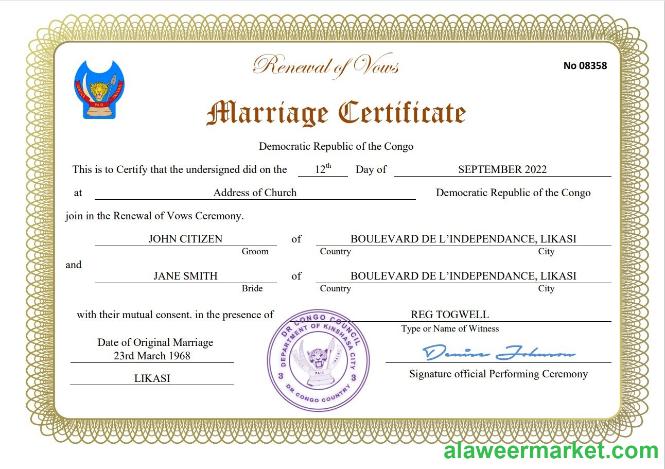 Renewal of Vows
No 08358
Marriage Certificate
Democratic Republic of the Congo
This is to Certify that the undersigned did on the 12th Day of SEPTEMBER 2022
at Address of Church Democratic Republic of the Congo
join in the Renewal of Vows Ceremony.
JOHN CITIZEN of BOULEVARD DE L’INDEPENDANCE, LIKASI
Groom Country City
and
JANE SMITH of BOULEVARD DE L’INDEPENDANCE, LIKASI
Bride Country City
with their mutual consent. in the presence of REG TOGWELL
Type or Name of Witness
Date of Original Marriage
23rd March 1968
LIKASI
DR CONGO COUNCIL
DEPARTMENT OF KINSHASA CITY
DR CONGO COUNTRY
Denise Johnson
Signature official Performing Ceremony
alaweermarket.com